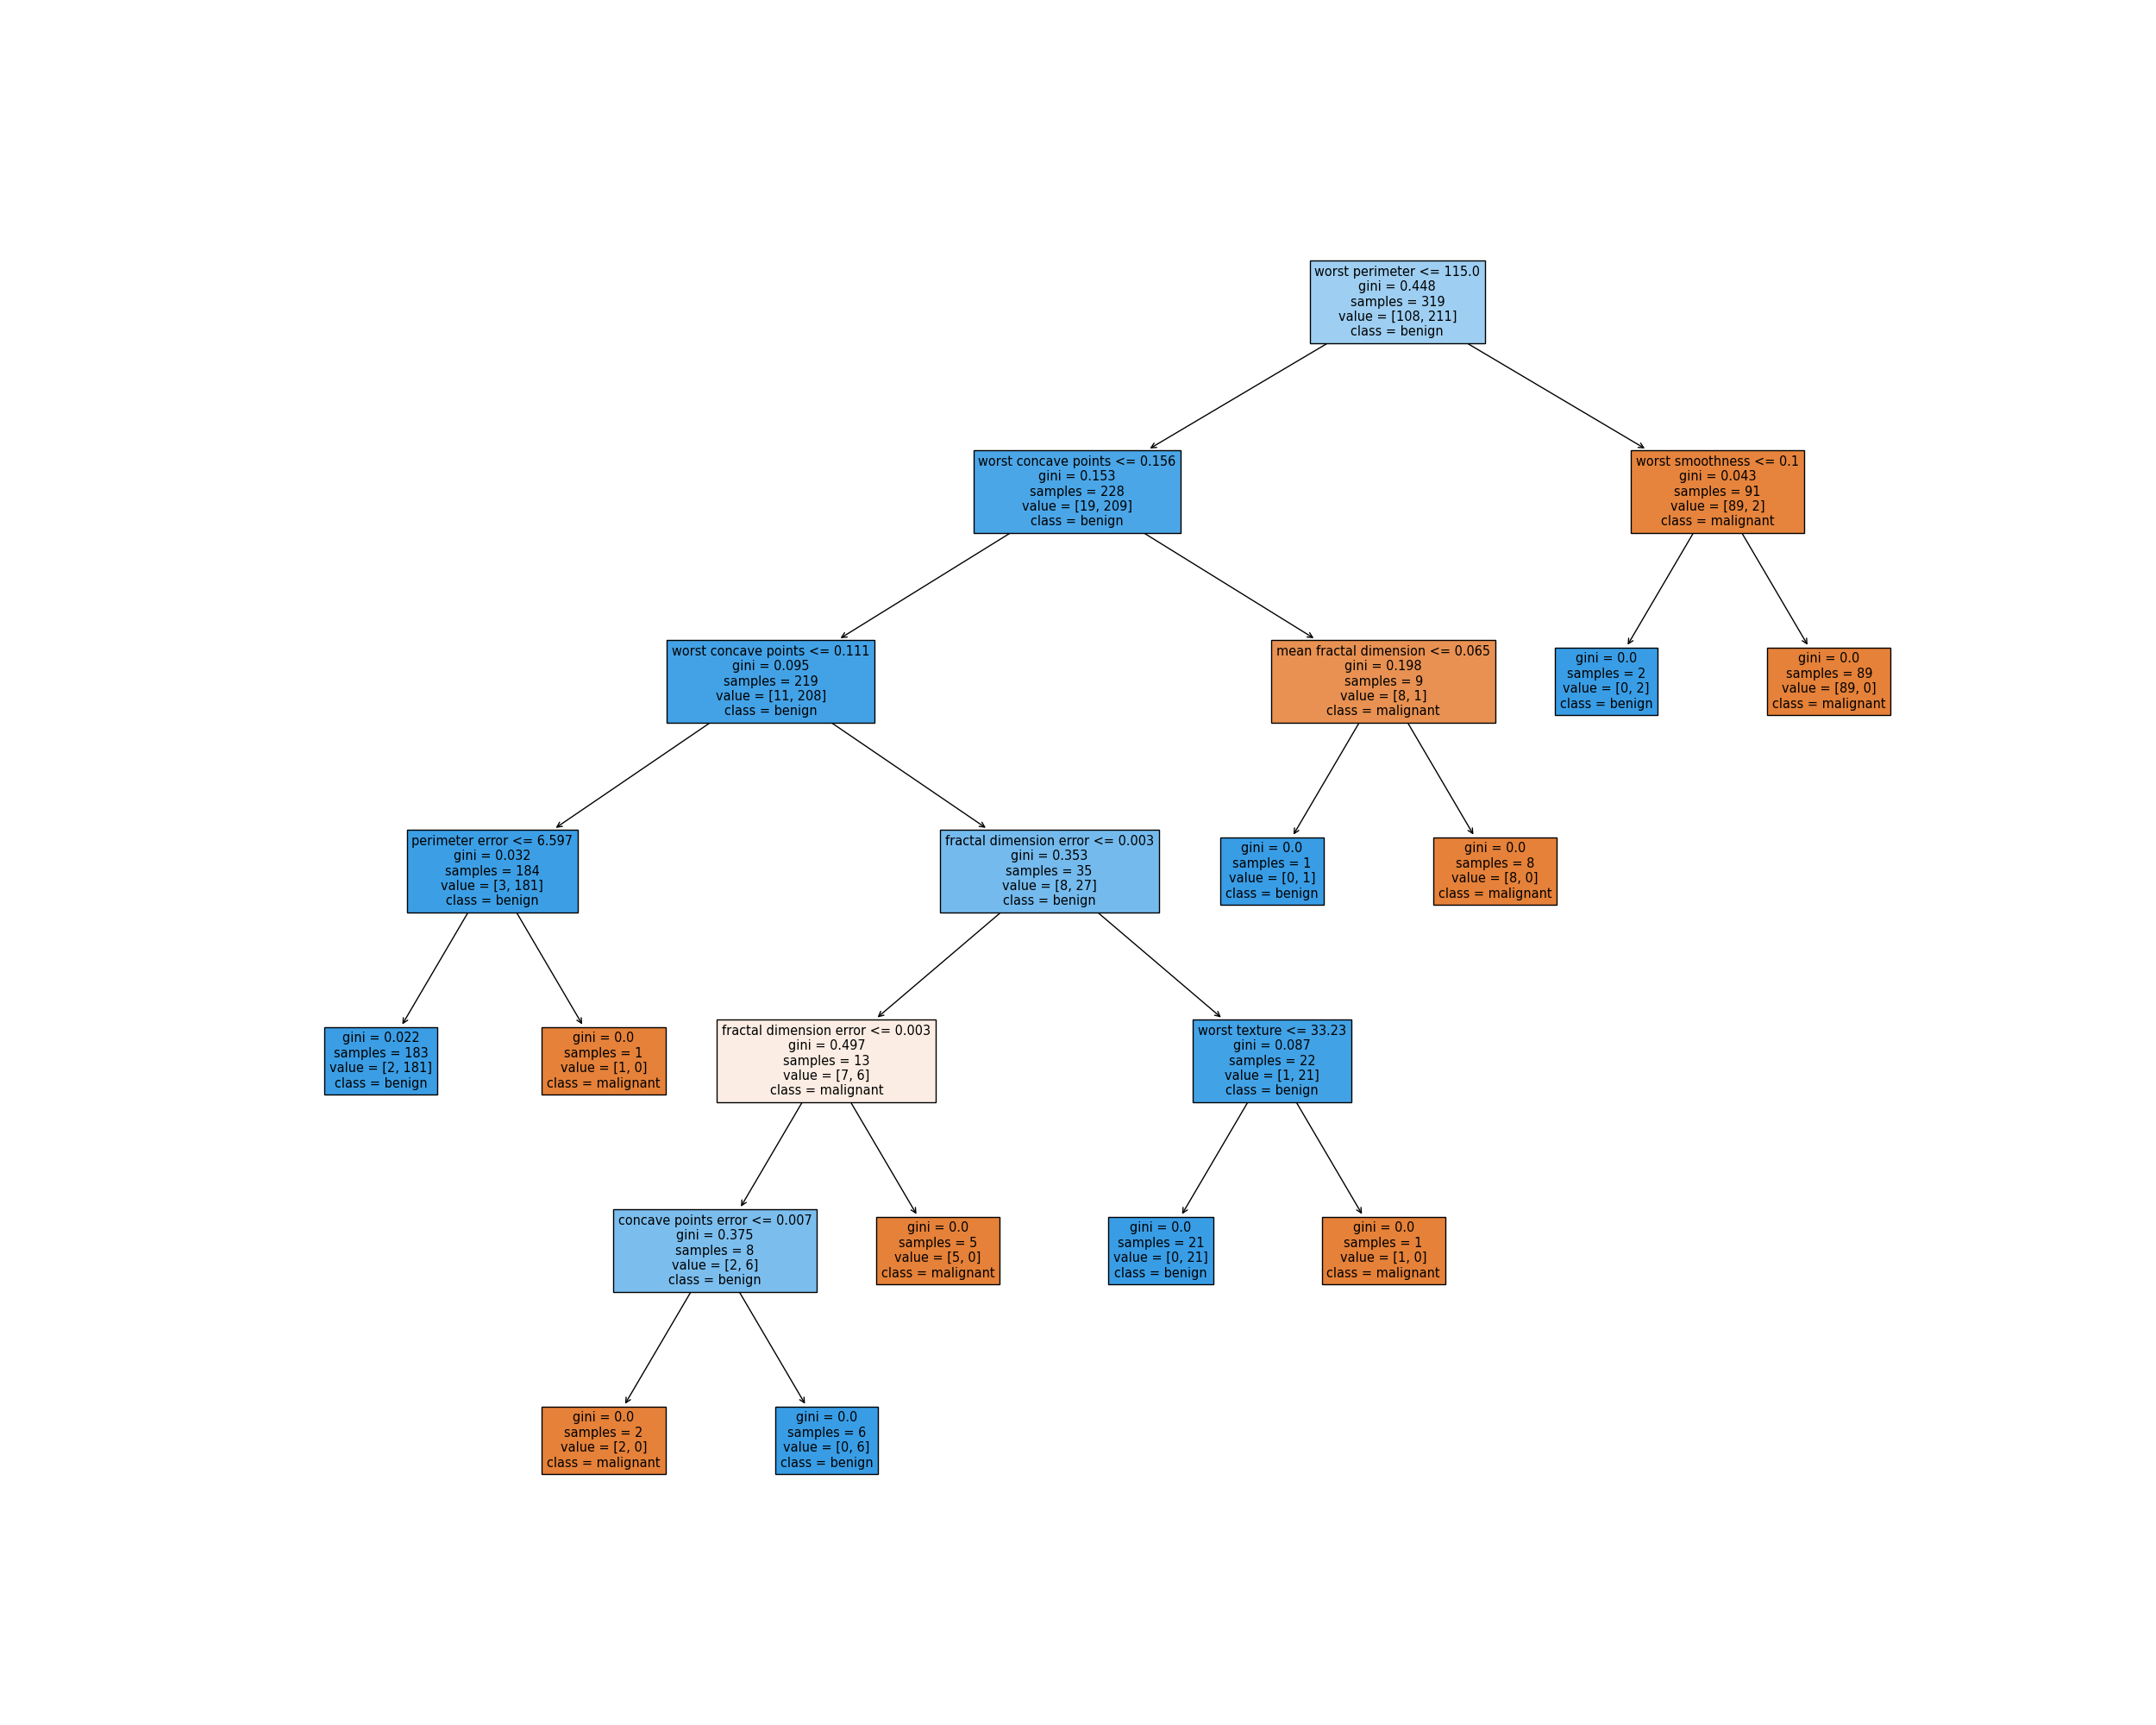 worst perimeter <= 115.0
gini = 0.448
samples = 319
value = [108, 211]
class = benign
worst concave points <= 0.156
gini = 0.153
samples = 228
value = [19, 209]
class = benign
worst smoothness <= 0.1
gini = 0.043
samples = 91
value = [89, 2]
class = malignant
worst concave points <= 0.111
gini = 0.095
samples = 219
value = [11, 208]
class = benign
mean fractal dimension <= 0.065
gini = 0.198
samples = 9
value = [8, 1]
class = malignant
gini = 0.0
samples = 2
value = [0, 2]
class = benign
gini = 0.0
samples = 89
value = [89, 0]
class = malignant
perimeter error <= 6.597
gini = 0.032
samples = 184
value = [3, 181]
class = benign
fractal dimension error <= 0.003
gini = 0.353
samples = 35
value = [8, 27]
class = benign
gini = 0.0
samples = 1
value = [0, 1]
class = benign
gini = 0.0
samples = 8
value = [8, 0]
class = malignant
gini = 0.022
samples = 183
value = [2, 181]
class = benign
gini = 0.0
samples = 1
value = [1, 0]
class = malignant
fractal dimension error <= 0.003
gini = 0.497
samples = 13
value = [7, 6]
class = malignant
worst texture <= 33.23
gini = 0.087
samples = 22
value = [1, 21]
class = benign
concave points error <= 0.007
gini = 0.375
samples = 8
value = [2, 6]
class = benign
gini = 0.0
samples = 5
value = [5, 0]
class = malignant
gini = 0.0
samples = 21
value = [0, 21]
class = benign
gini = 0.0
samples = 1
value = [1, 0]
class = malignant
gini = 0.0
samples = 2
value = [2, 0]
class = malignant
gini = 0.0
samples = 6
value = [0, 6]
class = benign